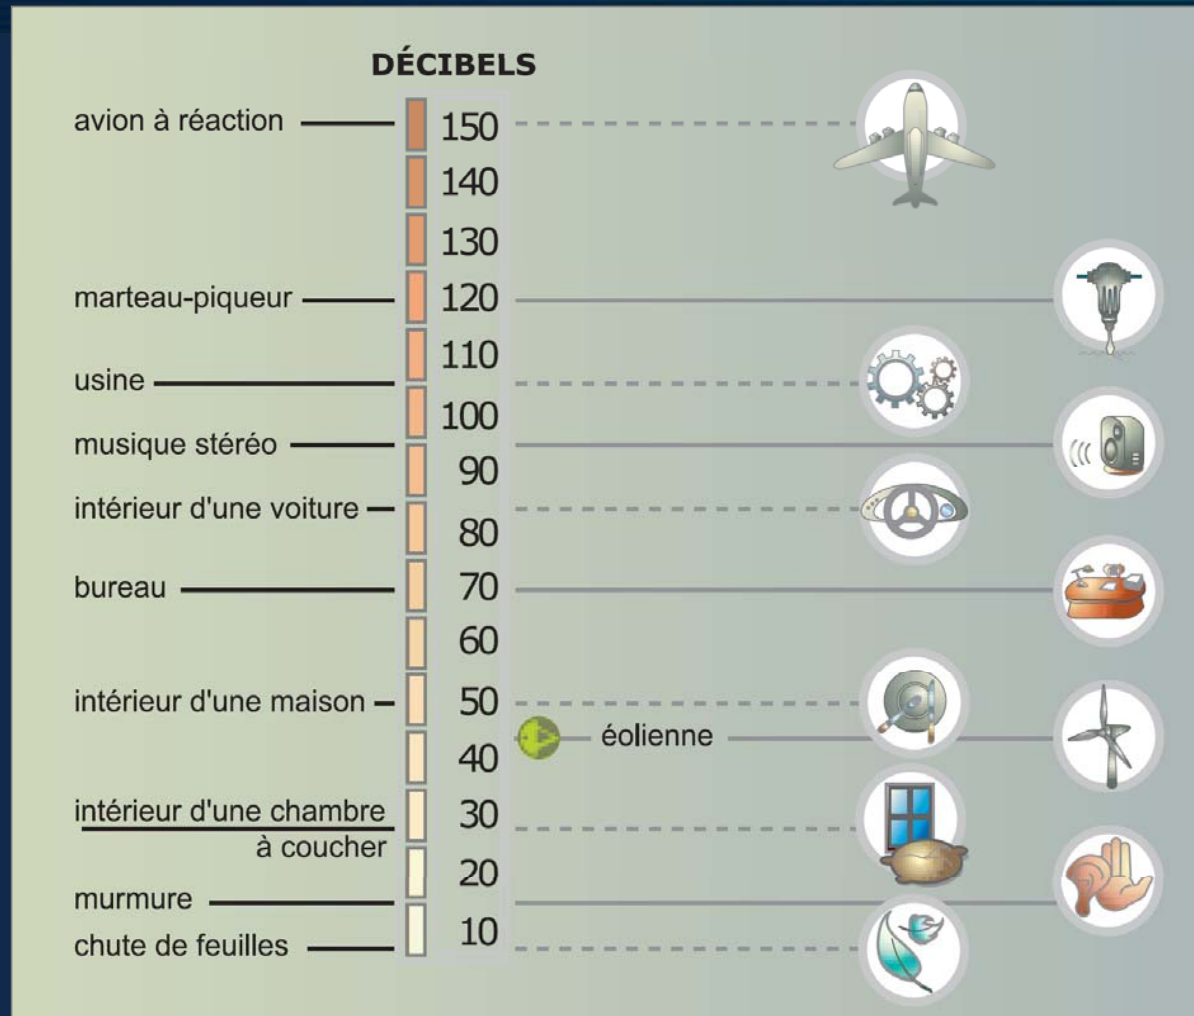 DÉCIBELS
avion à réaction 150
140
130
marteau-piqueur 120
110
usine
100
musique stéréo
90
intérieur d'une voiture
80
bureau 70
60
intérieur d'une maison 50
éolienne
40
intérieur d'une chambre 30
à coucher
20
murmure
10
chute de feuilles